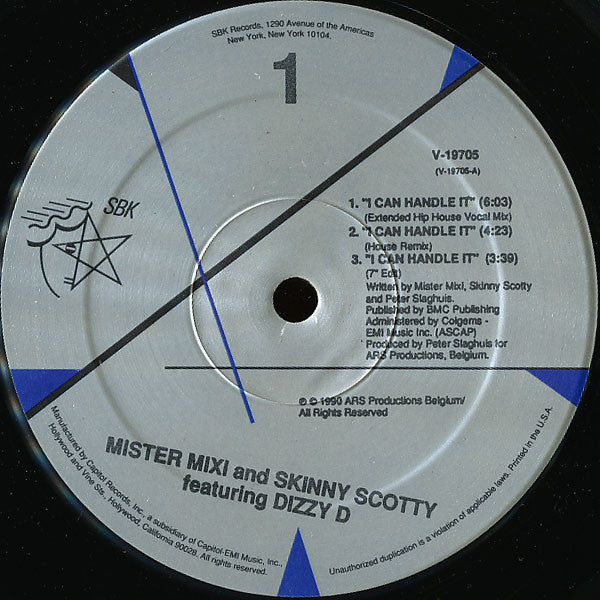 SBK Records, 1290 Avenue of the Americas
New York, New York 10104.
1
V-19705
(V-19705-A)
SBK
1. "I CAN HANDLE IT" (6:03)
(Extended Hip House Vocal Mix)
2. "I CAN HANDLE IT" (4:23)
(House Remix)
3. "I CAN HANDLE IT" (3:39)
(7" Edit)
Written by Mister Mixi, Skinny Scotty
and Peter Slaghuis.
Published by BMC Publishing
Administered by Colgems -
EMI Music Inc. (ASCAP)
Produced by Peter Slaghuis for
ARS Productions, Belgium.
℗ © 1990 ARS Productions Belgium/
All Rights Reserved
MISTER MIXI and SKINNY SCOTTY
featuring DIZZY D
Manufactured by Capitol Records, Inc., a subsidiary of Capitol-EMI Music, Inc.,
Hollywood and Vine Sts., Hollywood, California 90028. All rights reserved.
Unauthorized duplication is a violation of applicable laws. Printed in the U.S.A.